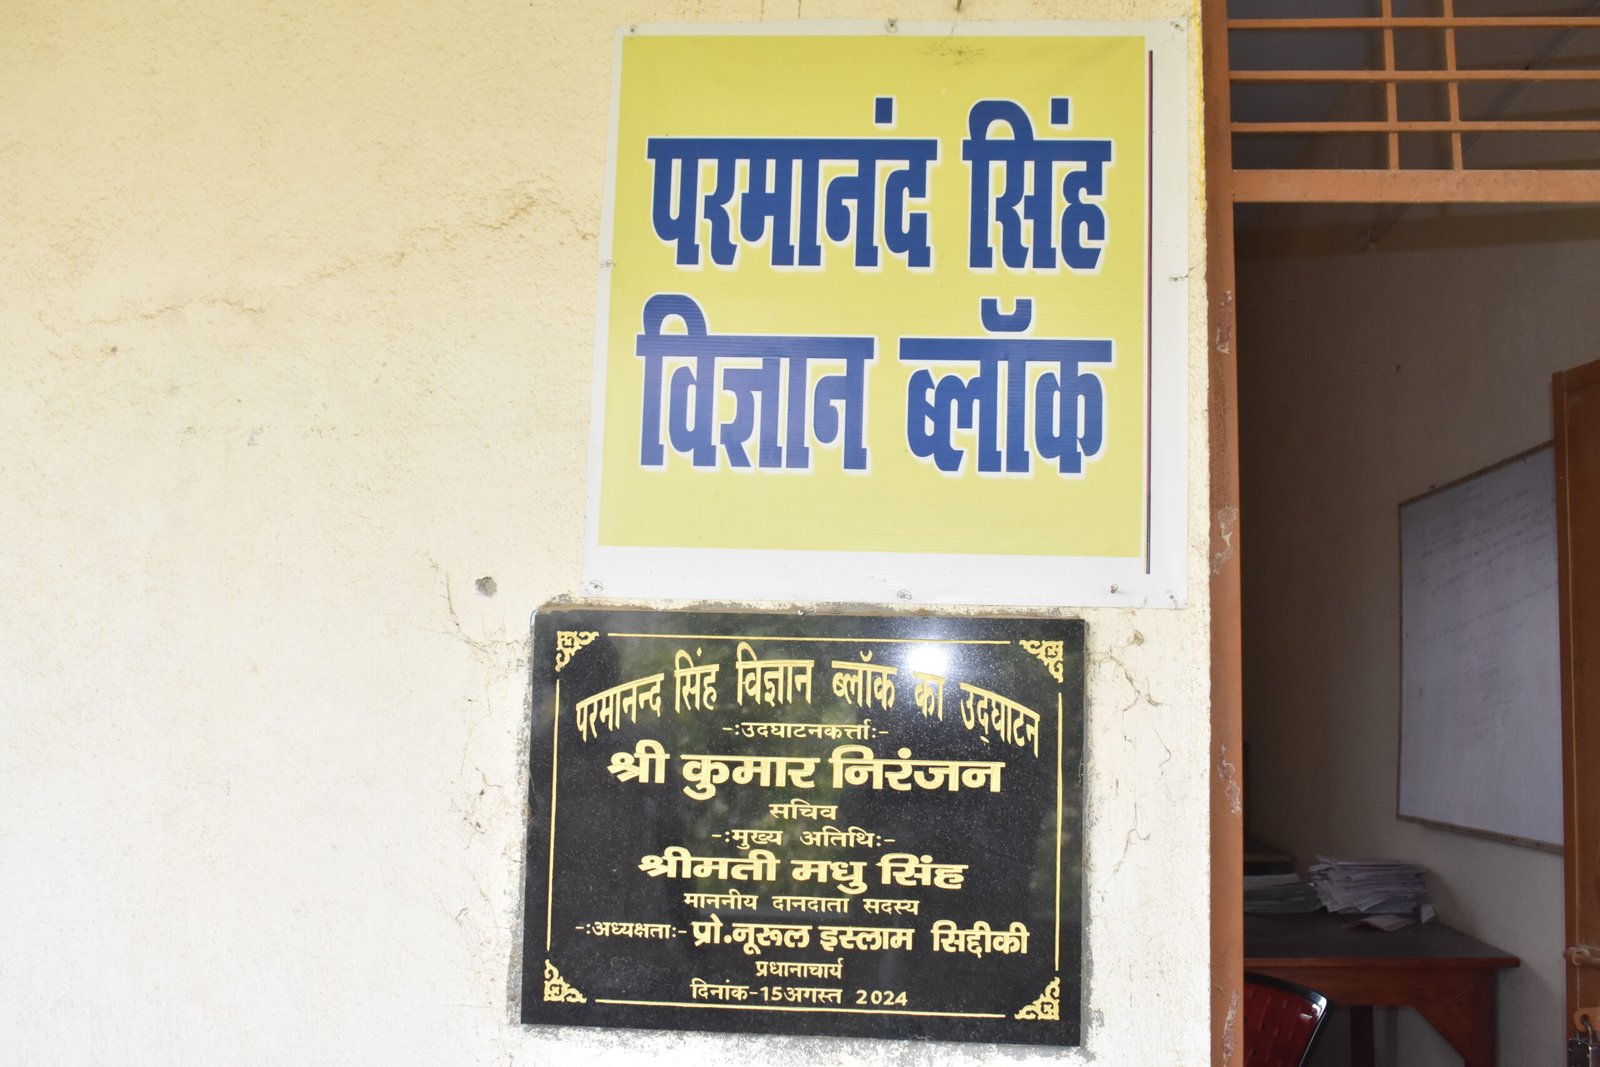 परमानंद सिंह
विज्ञान ब्लॉक
परमानन्द सिंह विज्ञान ब्लॉक का उद्घाटन
-:उदघाटनकर्त्ता:-
श्री कुमार निरंजन
सचिव
-:मुख्य अतिथि:-
श्रीमती मधु सिंह
माननीय दानदाता सदस्य
-:अध्यक्षता:- प्रो.नूरूल इस्लाम सिद्दीकी
प्रधानाचार्य
दिनांक-15अगस्त 2024